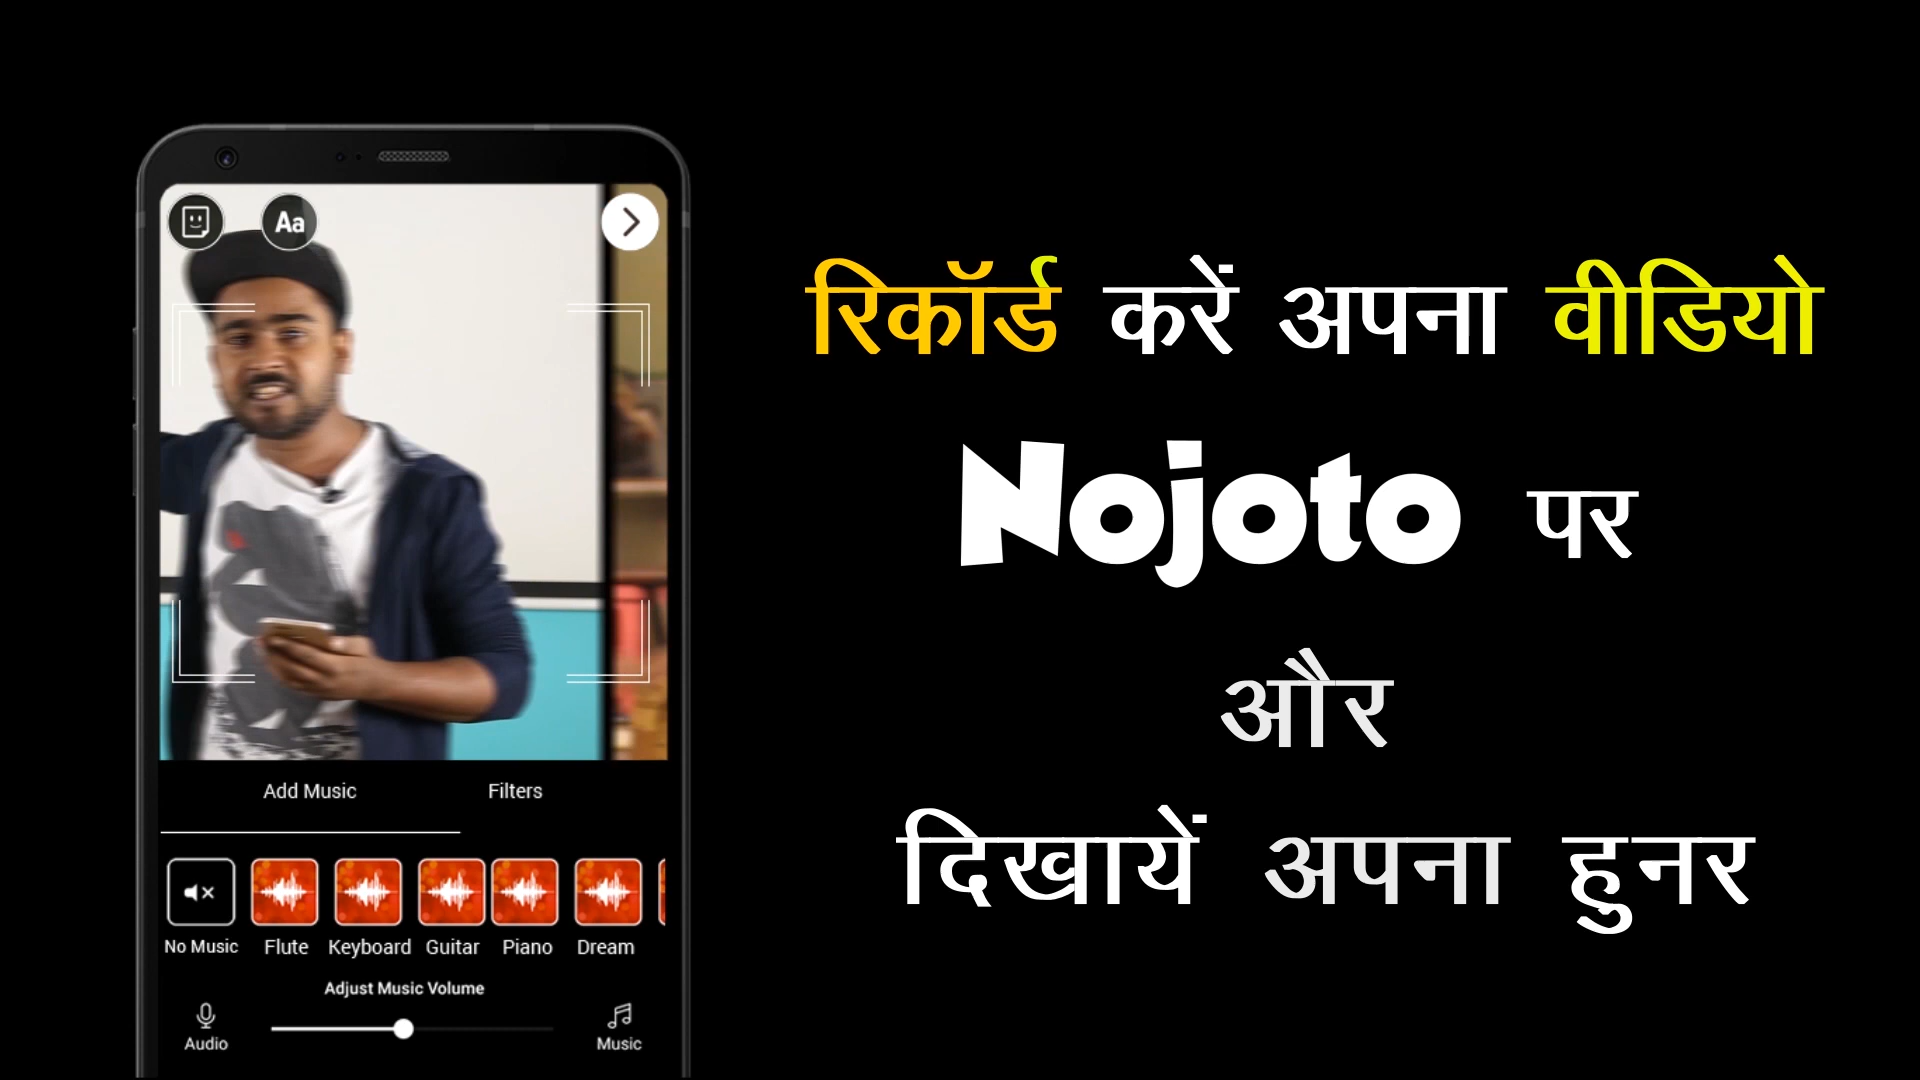 Aa
रिकॉर्ड करें अपना वीडियो
Nojoto पर
और
दिखायें अपना हुनर
Add Music Filters
No Music Flute Keyboard Guitar Piano Dream
Adjust Music Volume
Audio Music